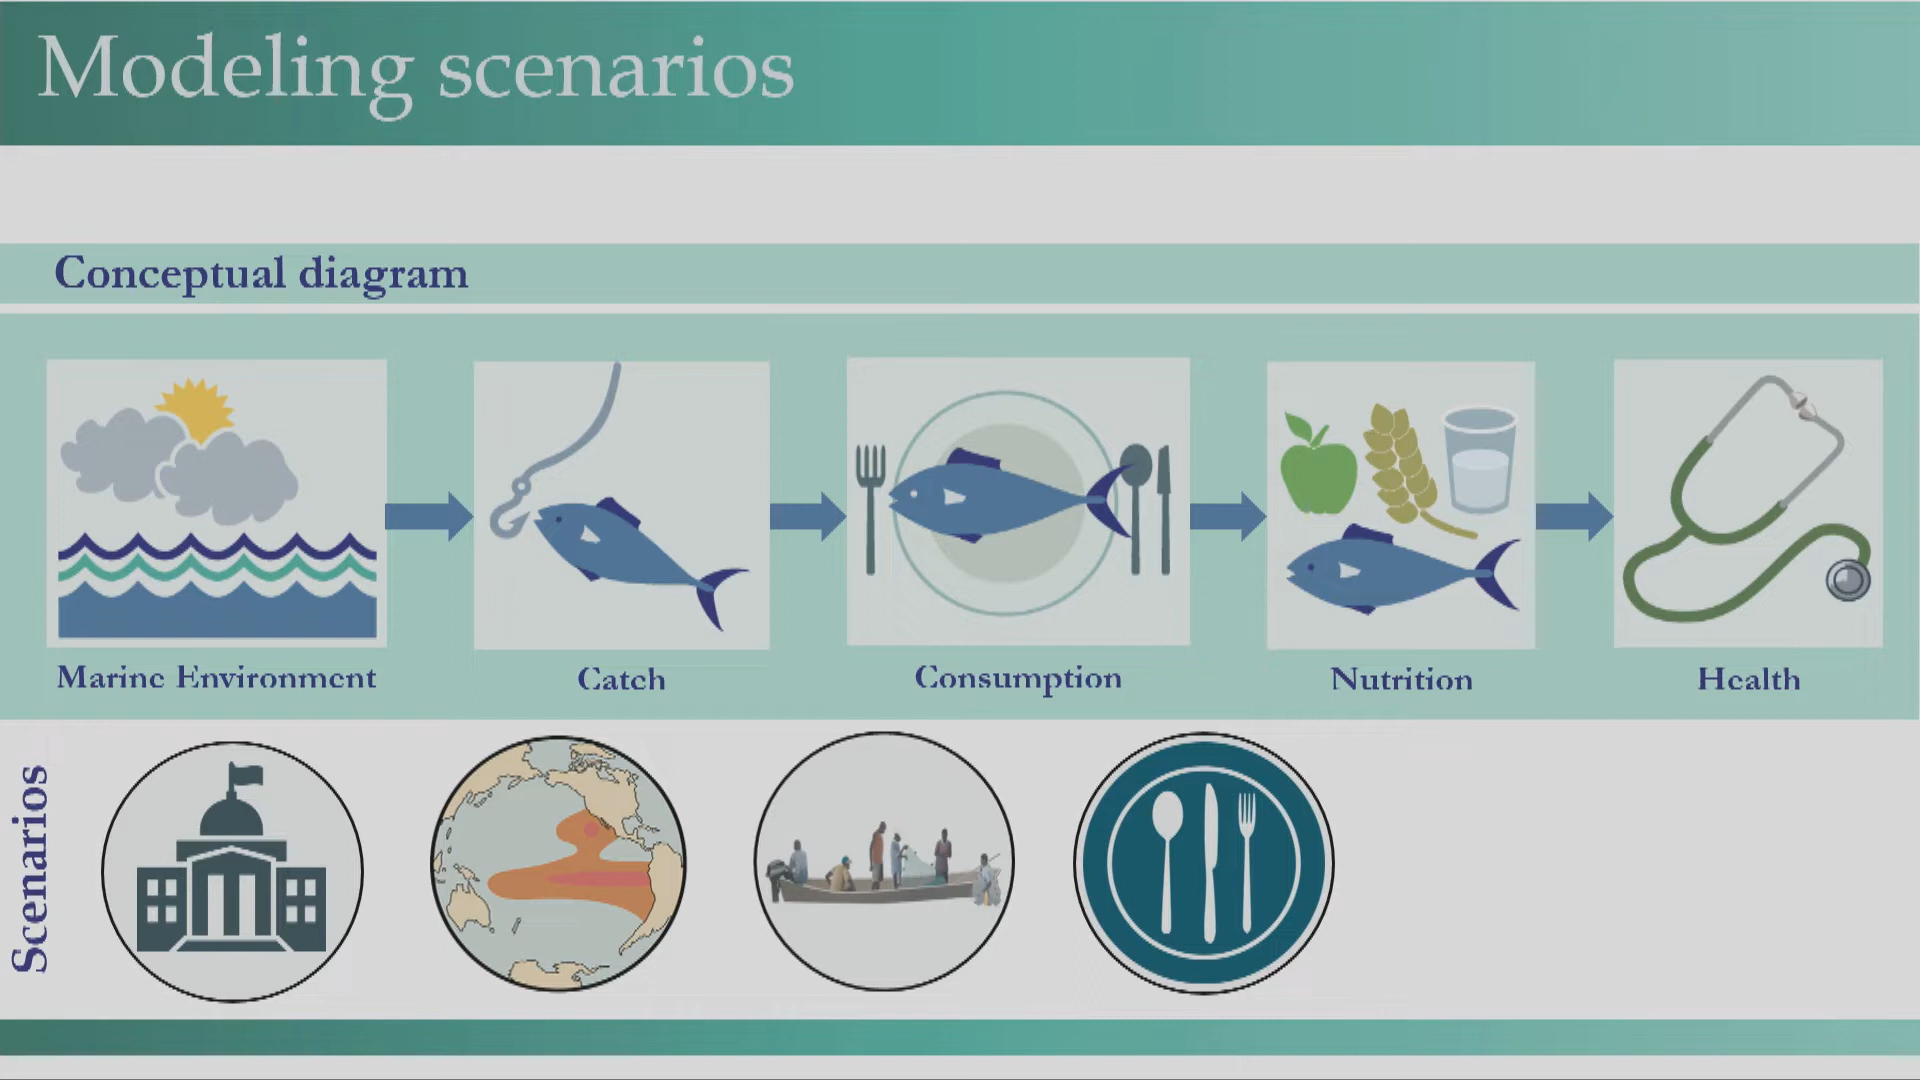 Modeling scenarios
Conceptual diagram
Marine Environment
Catch
Consumption
Nutrition
Health
Scenarios